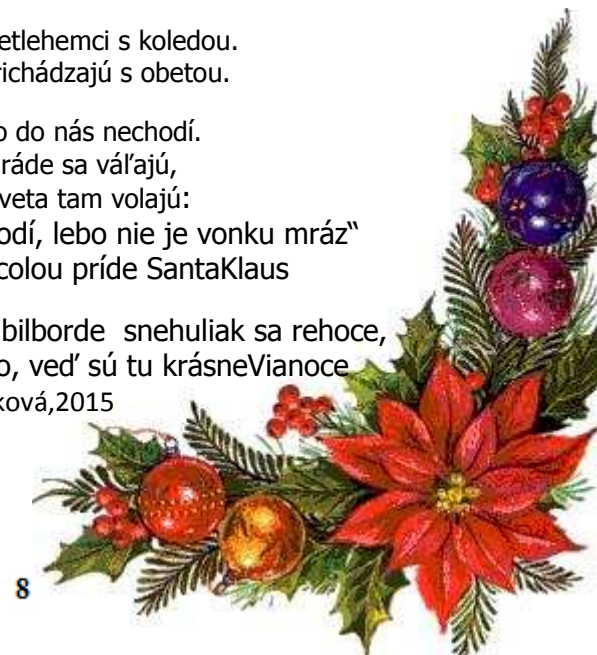 etlehemci s koledou.
richádzajú s obetou.
o do nás nechodí.
ráde sa váľajú,
veta tam volajú:
odí, lebo nie je vonku mráz“
colou príde SantaKlaus
bilborde  snehuliak sa rehoce,
o, veď sú tu krásneVianoce
ková,2015
8